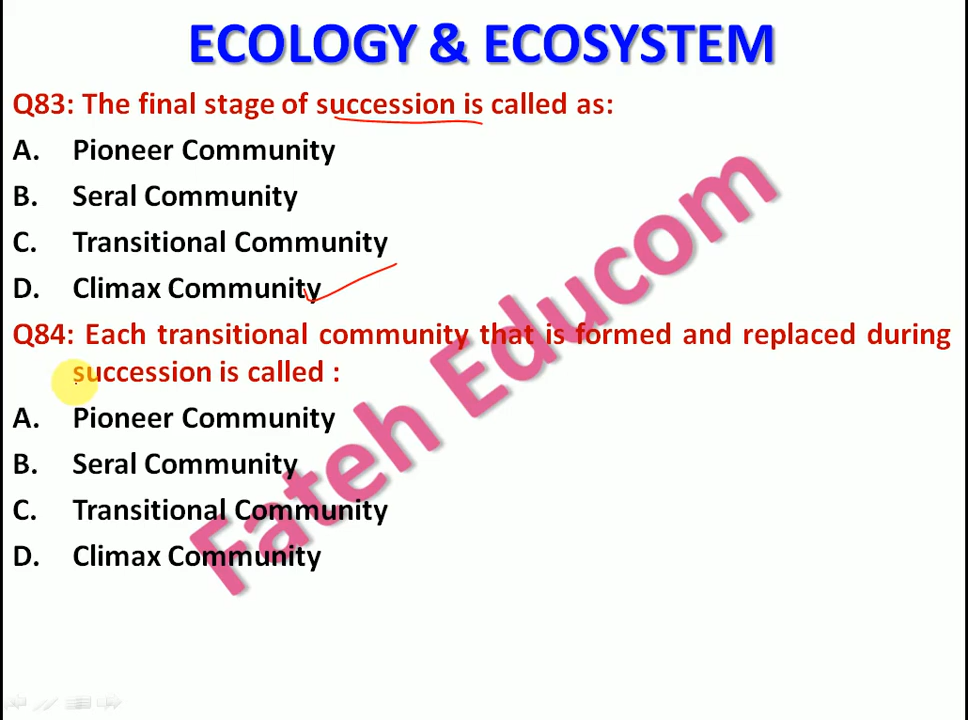 ECOLOGY & ECOSYSTEM
Q83: The final stage of succession is called as:
A. Pioneer Community
B. Seral Community
C. Transitional Community
D. Climax Community
Q84: Each transitional community that is formed and replaced during
succession is called :
A. Pioneer Community
B. Seral Community
C. Transitional Community
D. Climax Community
Fateh Educom